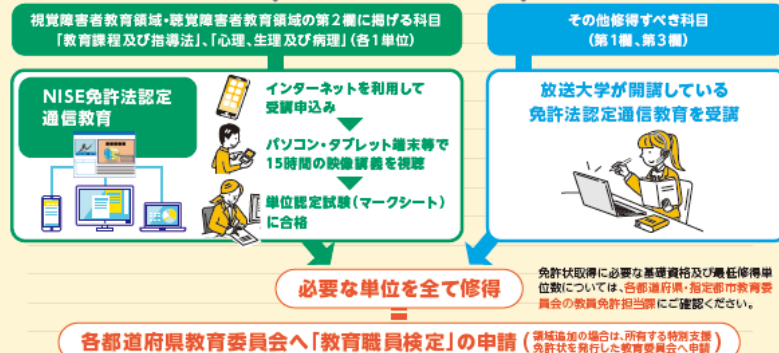 視覚障害者教育領域・聴覚障害者教育領域の第2欄に掲げる科目
「教育課程及び指導法」、「心理、生理及び病理」(各1単位)
その他修得すべき科目
(第1欄、第3欄)
NISE免許法認定
通信教育
インターネットを利用して
受講申込み
パソコン・タブレット端末等で
15時間の映像講義を視聴
単位認定試験(マークシート)
に合格
放送大学が開講している
免許法認定通信教育を受講
必要な単位を全て修得
免許状取得に必要な基礎資格及び最低修得単
位数については、各都道府県・指定都市教育委
員会の教員免許担当課にご確認ください。
各都道府県教育委員会へ「教育職員検定」の申請(領域追加の場合は、所有する特別支援
免許状を発行した教育委員会へ申請)